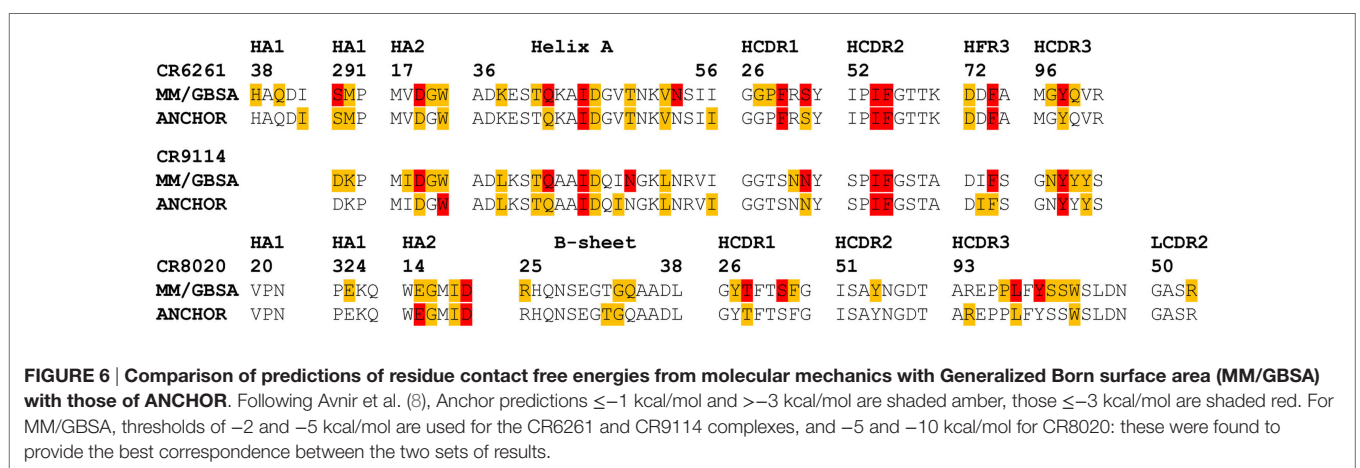 HA1 HA1 HA2 Helix A HCDR1 HCDR2 HFR3 HCDR3
CR6261 38 291 17 36 56 26 52 72 96
MM/GBSA HAQDI SMP MVDGW ADKESTQKAIDGVTNKVNSII GGPFRSY IPIFGTTK DDFA MGYQVR
ANCHOR HAQDI SMP MVDGW ADKESTQKAIDGVTNKVNSII GGPFRSY IPIFGTTK DDFA MGYQVR
CR9114
MM/GBSA DKP MIDGW ADLKSTQAAIDQINGKLNRVI GGTSNNY SPIFGSTA DIFS GNYYYS
ANCHOR DKP MIDGW ADLKSTQAAIDQINGKLNRVI GGTSNNY SPIFGSTA DIFS GNYYYS
HA1 HA1 HA2 B-sheet HCDR1 HCDR2 HCDR3 LCDR2
CR8020 20 324 14 25 38 26 51 93 50
MM/GBSA VPN PEKQ WEGMID RHQNSEGTGQAADL GYTFTSFG ISAYNGDT AREPPLFYSSWSLDN GASR
ANCHOR VPN PEKQ WEGMID RHQNSEGTGQAADL GYTFTSFG ISAYNGDT AREPPLFYSSWSLDN GASR
FIGURE 6 | Comparison of predictions of residue contact free energies from molecular mechanics with Generalized Born surface area (MM/GBSA)
with those of ANCHOR. Following Avnir et al. (8), Anchor predictions ≤−1 kcal/mol and >−3 kcal/mol are shaded amber, those ≤−3 kcal/mol are shaded red. For
MM/GBSA, thresholds of −2 and −5 kcal/mol are used for the CR6261 and CR9114 complexes, and −5 and −10 kcal/mol for CR8020: these were found to
provide the best correspondence between the two sets of results.